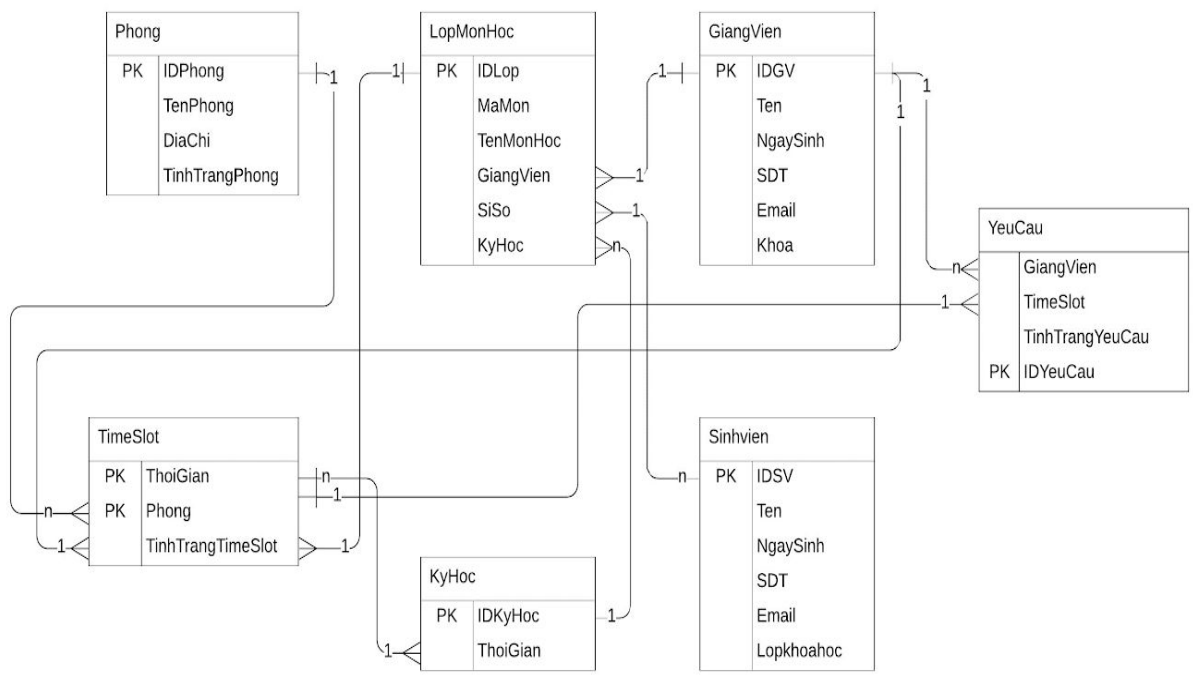 Phong
PK IDPhong
TenPhong
DiaChi
TinhTrangPhong
1
LopMonHoc
PK IDLop
MaMon
TenMonHoc
GiangVien
SiSo
KyHoc
1
1
1
n
GiangVien
PK IDGV
Ten
NgaySinh
SDT
Email
Khoa
1
1
1
YeuCau
GiangVien
TimeSlot
TinhTrangYeuCau
PK IDYeuCau
n
1
TimeSlot
PK ThoiGian
PK Phong
TinhTrangTimeSlot
n
1
n
1
1
KyHoc
PK IDKyHoc
ThoiGian
1
1
Sinhvien
PK IDSV
Ten
NgaySinh
SDT
Email
Lopkhoahoc
n